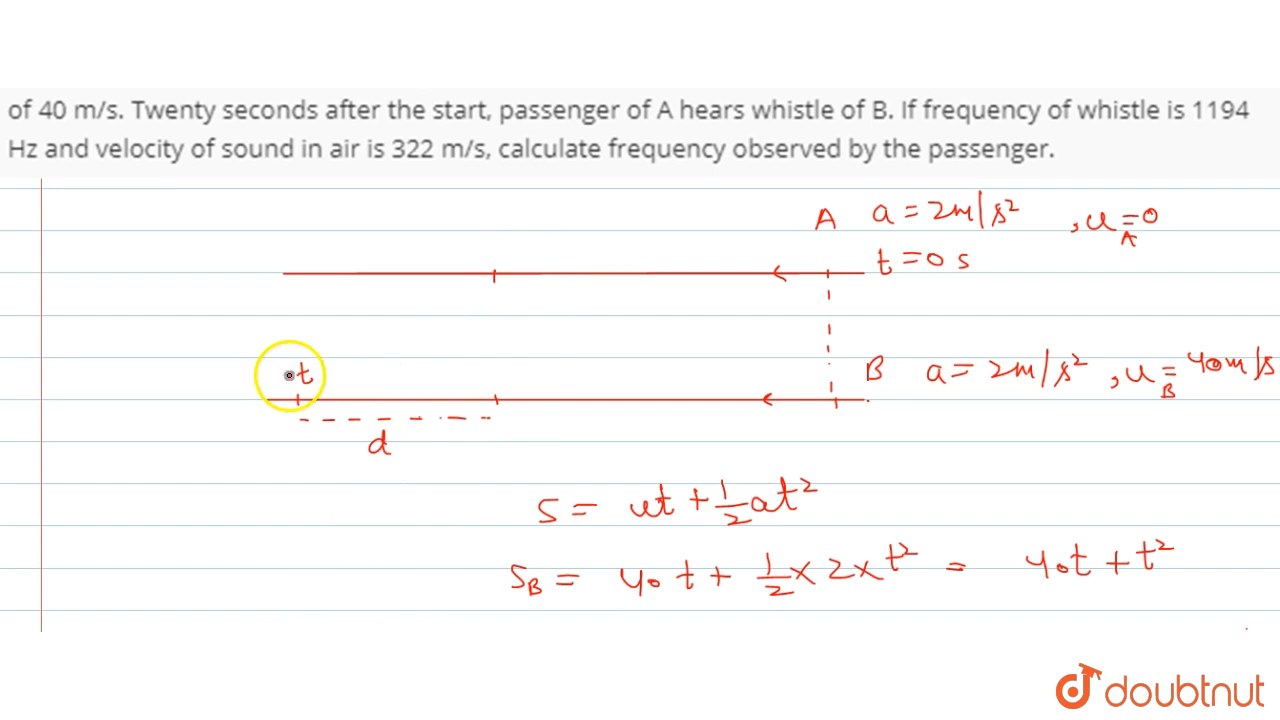 of 40 m/s. Twenty seconds after the start, passenger of A hears whistle of B. If frequency of whistle is 1194
Hz and velocity of sound in air is 322 m/s, calculate frequency observed by the passenger.
A a = 2m/s² , u_A = 0
t = 0 s
t
B a = 2m/s² , u_B = 40m/s
d
S = ut + 1/2 at²
S_B = 40 t + 1/2 × 2 × t² = 40t + t²
doubtnut